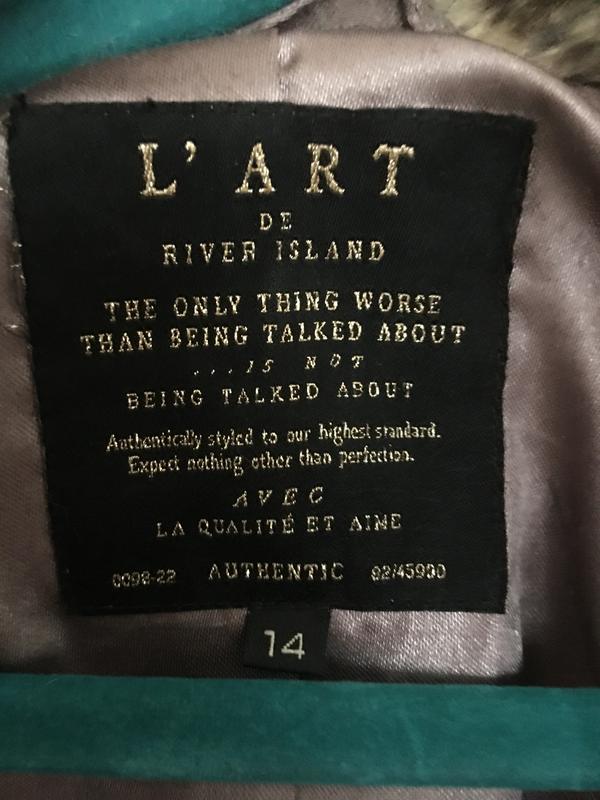 L' ART
DE
RIVER ISLAND
THE ONLY THING WORSE
THAN BEING TALKED ABOUT
...IS NOT
BEING TALKED ABOUT
Authentically styled to our highest standard.
Expect nothing other than perfection.
AVEC
LA QUALITÉ ET AIME
0098-22 AUTHENTIC 92/45900
14